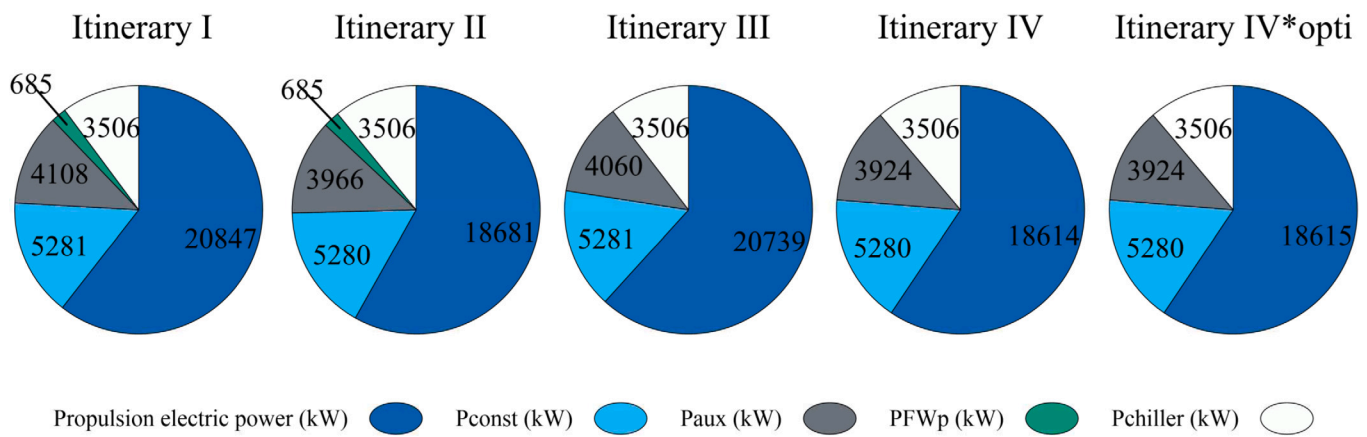 Itinerary I Itinerary II Itinerary III Itinerary IV Itinerary IV*opti
685 3506 4108 5281 20847
685 3506 3966 5280 18681
3506 4060 5281 20739
3506 3924 5280 18614
3506 3924 5280 18615
Propulsion electric power (kW) Pconst (kW) Paux (kW) PFWp (kW) Pchiller (kW)